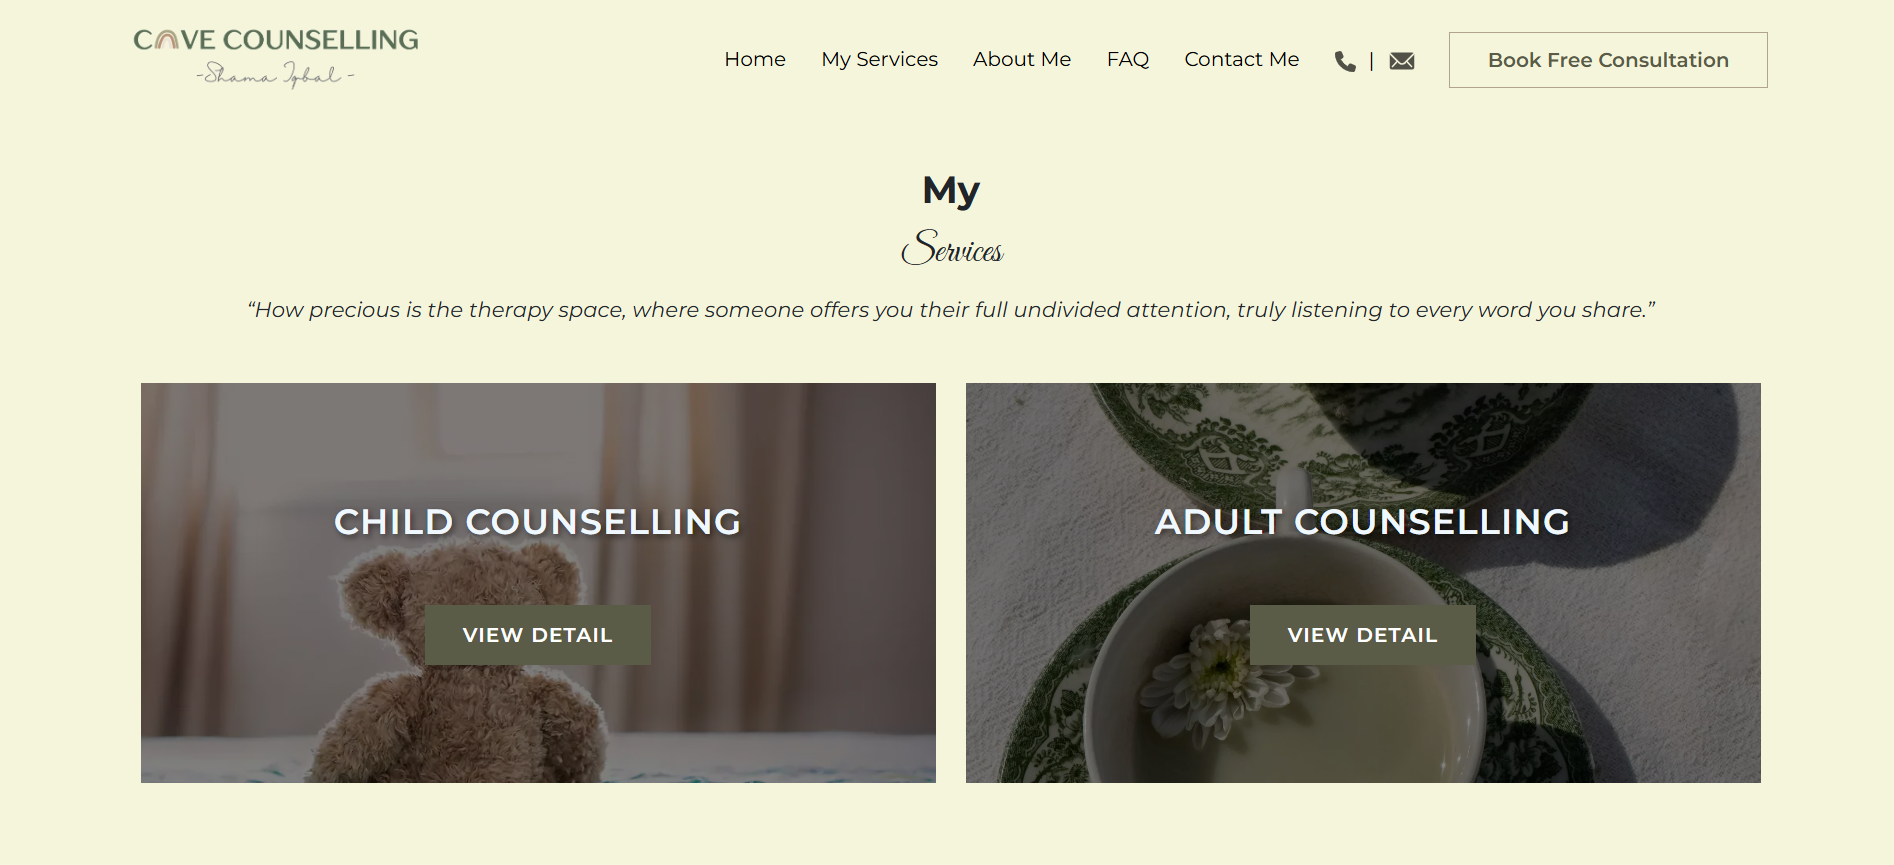 CAVE COUNSELLING
-Shama Iqbal-
Home My Services About Me FAQ Contact Me | Book Free Consultation
My
Services
“How precious is the therapy space, where someone offers you their full undivided attention, truly listening to every word you share.”
CHILD COUNSELLING
VIEW DETAIL
ADULT COUNSELLING
VIEW DETAIL